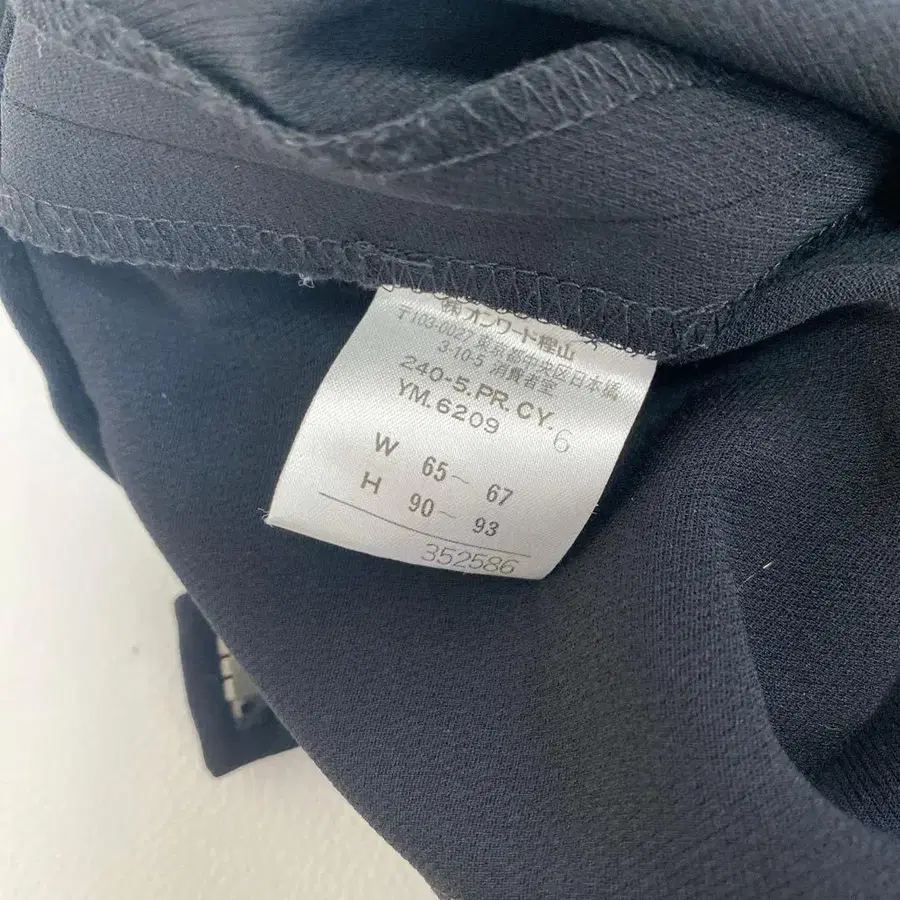 ㈱オンワード樫山
〒103-0027 東京都中央区日本橋
3-10-5 消費者室
240-5.PR.CY. 6
YM.6209
W 65～ 67
H 90～ 93
352586